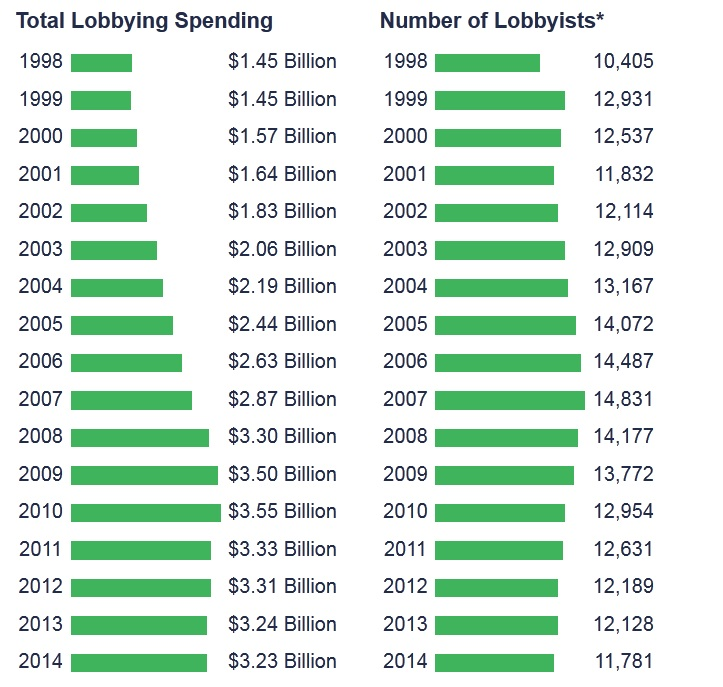 Total Lobbying Spending
1998 $1.45 Billion
1999 $1.45 Billion
2000 $1.57 Billion
2001 $1.64 Billion
2002 $1.83 Billion
2003 $2.06 Billion
2004 $2.19 Billion
2005 $2.44 Billion
2006 $2.63 Billion
2007 $2.87 Billion
2008 $3.30 Billion
2009 $3.50 Billion
2010 $3.55 Billion
2011 $3.33 Billion
2012 $3.31 Billion
2013 $3.24 Billion
2014 $3.23 Billion
Number of Lobbyists*
1998 10,405
1999 12,931
2000 12,537
2001 11,832
2002 12,114
2003 12,909
2004 13,167
2005 14,072
2006 14,487
2007 14,831
2008 14,177
2009 13,772
2010 12,954
2011 12,631
2012 12,189
2013 12,128
2014 11,781